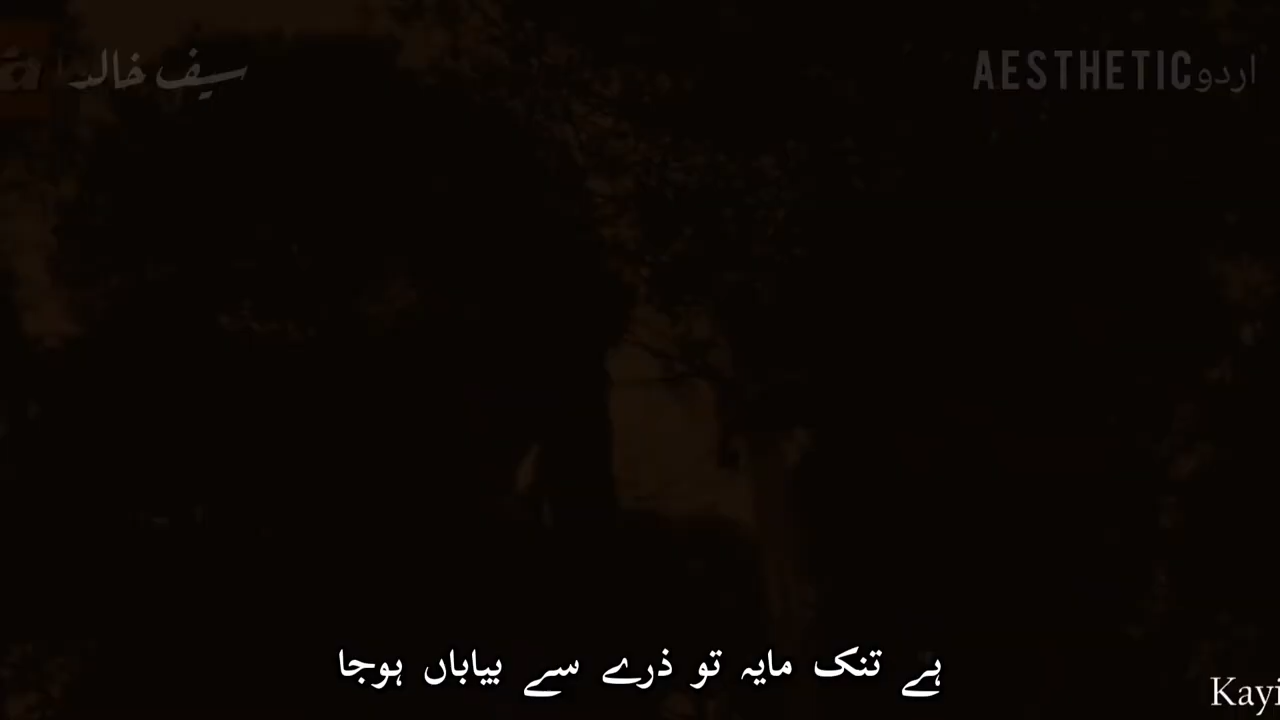 سیف خالد
AESTHETIC اردو
ہے تنک مایہ تو ذرے سے بیاباں ہوجا
Kayi